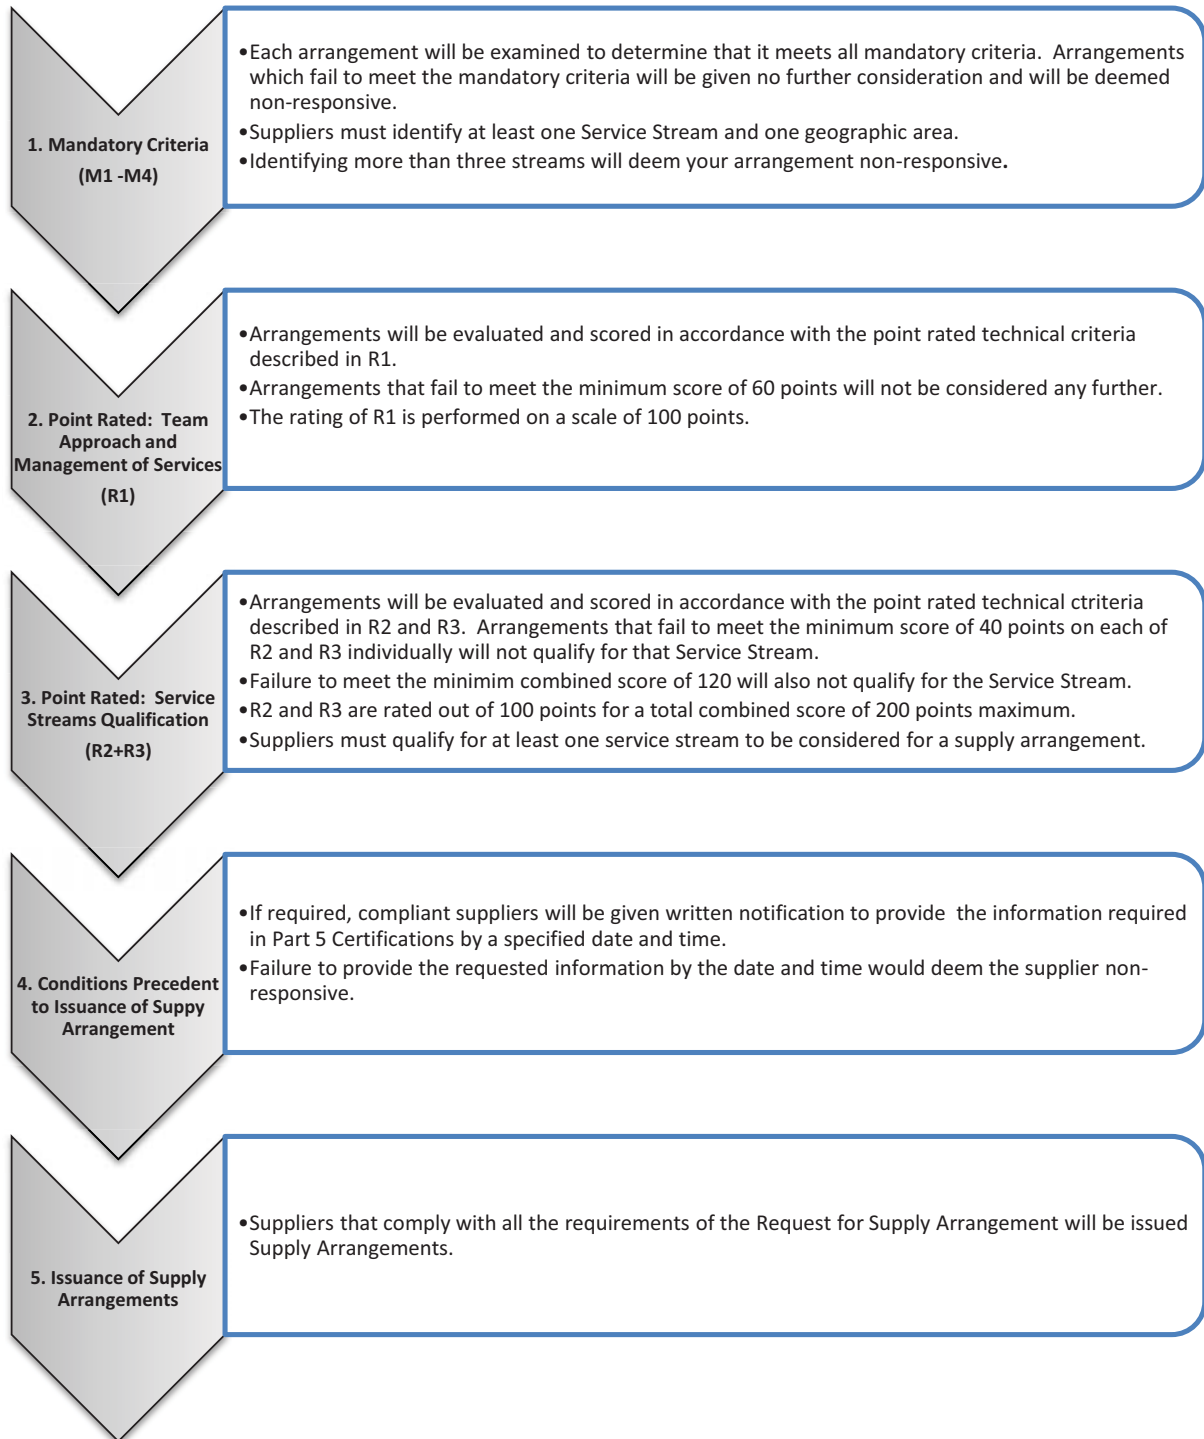 1. Mandatory Criteria
(M1 -M4)
•Each arrangement will be examined to determine that it meets all mandatory criteria.  Arrangements
which fail to meet the mandatory criteria will be given no further consideration and will be deemed
non-responsive.
•Suppliers must identify at least one Service Stream and one geographic area.
•Identifying more than three streams will deem your arrangement non-responsive.
2. Point Rated:  Team
Approach and
Management of Services
(R1)
•Arrangements will be evaluated and scored in accordance with the point rated technical criteria
described in R1.
•Arrangements that fail to meet the minimum score of 60 points will not be considered any further.
•The rating of R1 is performed on a scale of 100 points.
3. Point Rated:  Service
Streams Qualification
(R2+R3)
•Arrangements will be evaluated and scored in accordance with the point rated technical ctriteria
described in R2 and R3.  Arrangements that fail to meet the minimum score of 40 points on each of
R2 and R3 individually will not qualify for that Service Stream.
•Failure to meet the minimim combined score of 120 will also not qualify for the Service Stream.
•R2 and R3 are rated out of 100 points for a total combined score of 200 points maximum.
•Suppliers must qualify for at least one service stream to be considered for a supply arrangement.
4. Conditions Precedent
to Issuance of Suppy
Arrangement
•If required, compliant suppliers will be given written notification to provide  the information required
in Part 5 Certifications by a specified date and time.
•Failure to provide the requested information by the date and time would deem the supplier non-
responsive.
5. Issuance of Supply
Arrangements
•Suppliers that comply with all the requirements of the Request for Supply Arrangement will be issued
Supply Arrangements.